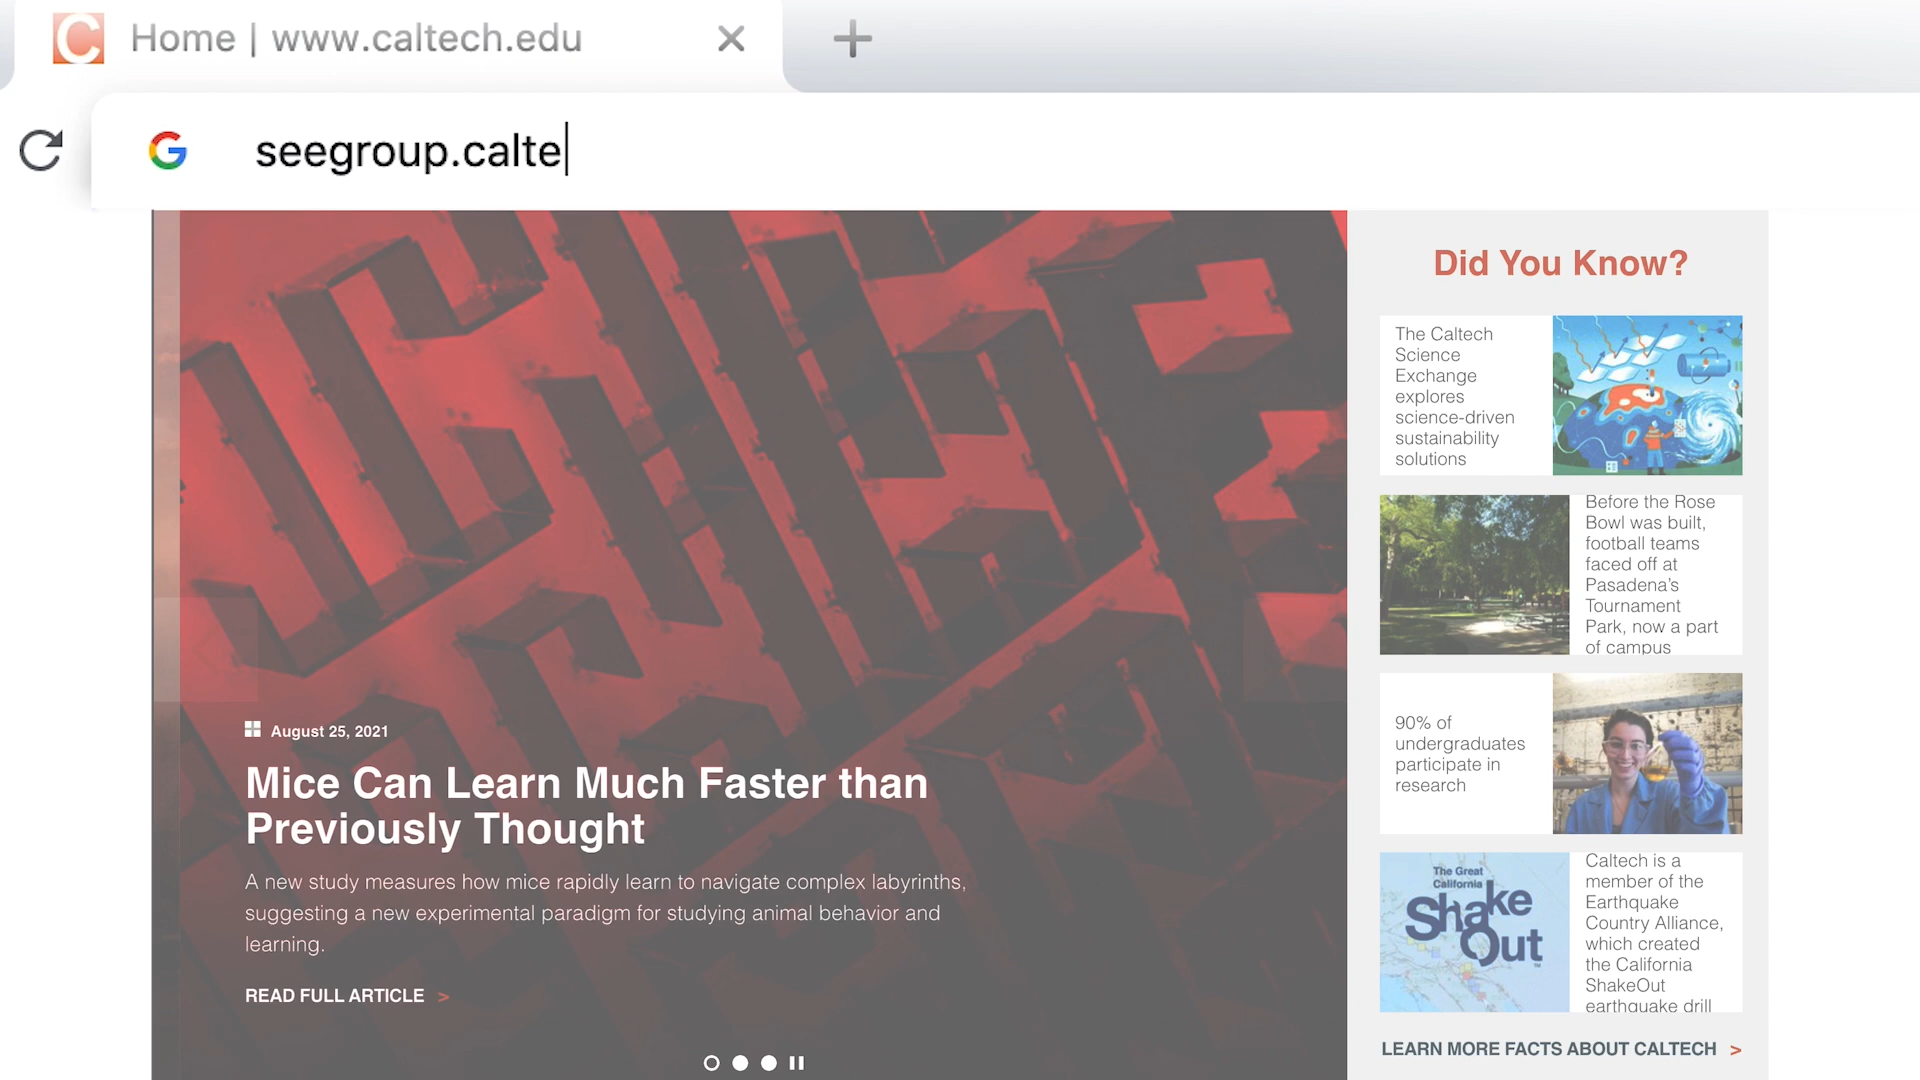 Home | www.caltech.edu
seegroup.calte
August 25, 2021
Mice Can Learn Much Faster than
Previously Thought
A new study measures how mice rapidly learn to navigate complex labyrinths,
suggesting a new experimental paradigm for studying animal behavior and
learning.
READ FULL ARTICLE >
Did You Know?
The Caltech
Science
Exchange
explores
science-driven
sustainability
solutions
Before the Rose
Bowl was built,
football teams
faced off at
Pasadena's
Tournament
Park, now a part
of campus
90% of
undergraduates
participate in
research
The Great
California
Shake
Out
Caltech is a
member of the
Earthquake
Country Alliance,
which created
the California
ShakeOut
earthquake drill
LEARN MORE FACTS ABOUT CALTECH >